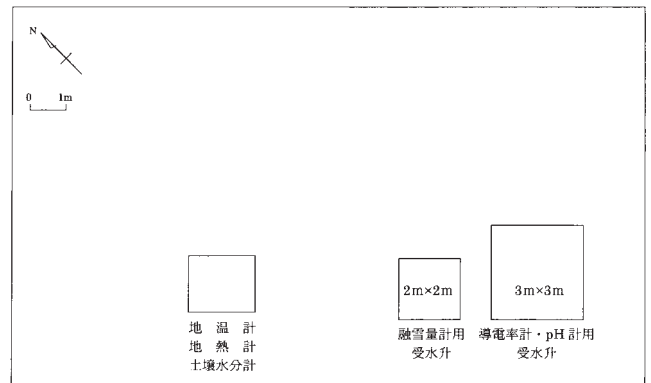 N
0 1m
2m×2m
3m×3m
地 温 計
地 熱 計
土壌水分計
融雪量計用
受水升
導電率計・pH計用
受水升